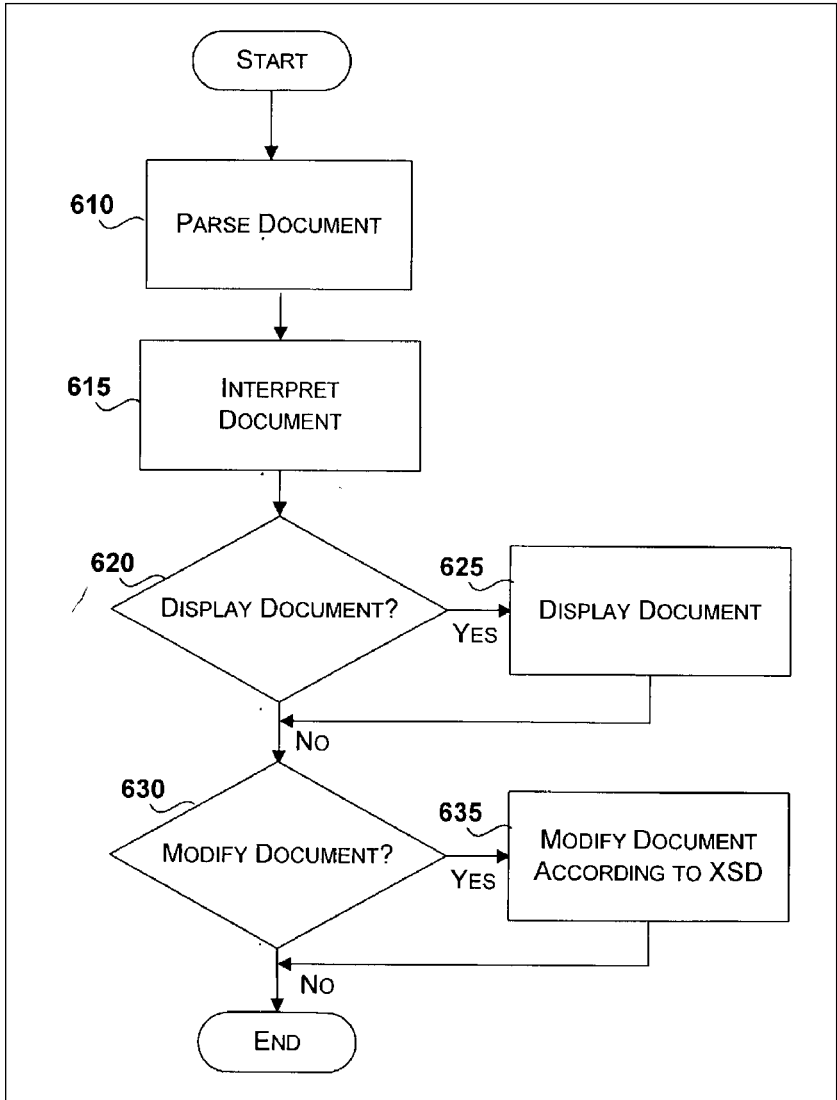 START
610
PARSE DOCUMENT
615
INTERPRET
DOCUMENT
620
DISPLAY DOCUMENT?
YES
625
DISPLAY DOCUMENT
NO
630
MODIFY DOCUMENT?
YES
635
MODIFY DOCUMENT
ACCORDING TO XSD
NO
END